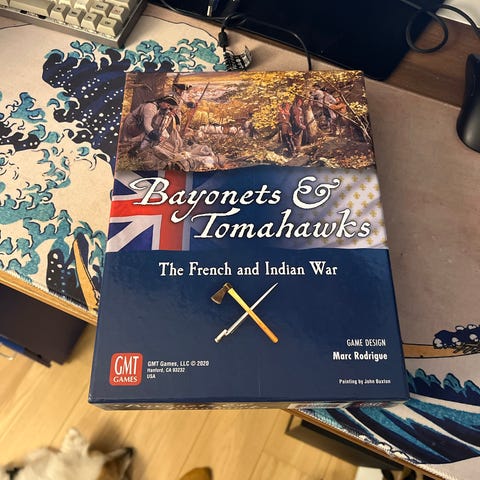 Bayonets &
Tomahawks
The French and Indian War
GAME DESIGN
Marc Rodrigue
GMT
GAMES
GMT Games, LLC © 2020
Hanford, CA 93232
USA
Painting by John Buxton